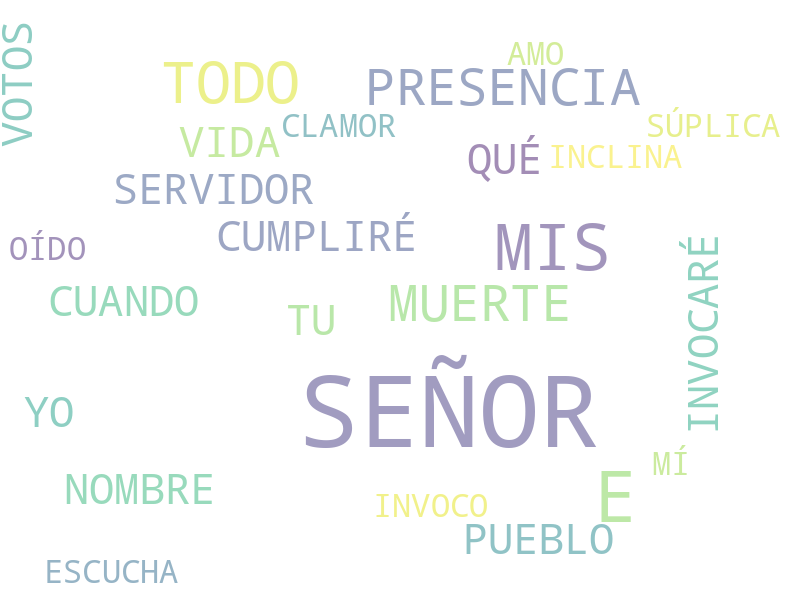 VOTOS
AMO
TODO
PRESENCIA
CLAMOR
SÚPLICA
VIDA
QUÉ
INCLINA
SERVIDOR
CUMPLIRÉ
OÍDO
MIS
INVOCARÉ
CUANDO
TU
MUERTE
SEÑOR
YO
MÍ
NOMBRE
INVOCO
E
PUEBLO
ESCUCHA